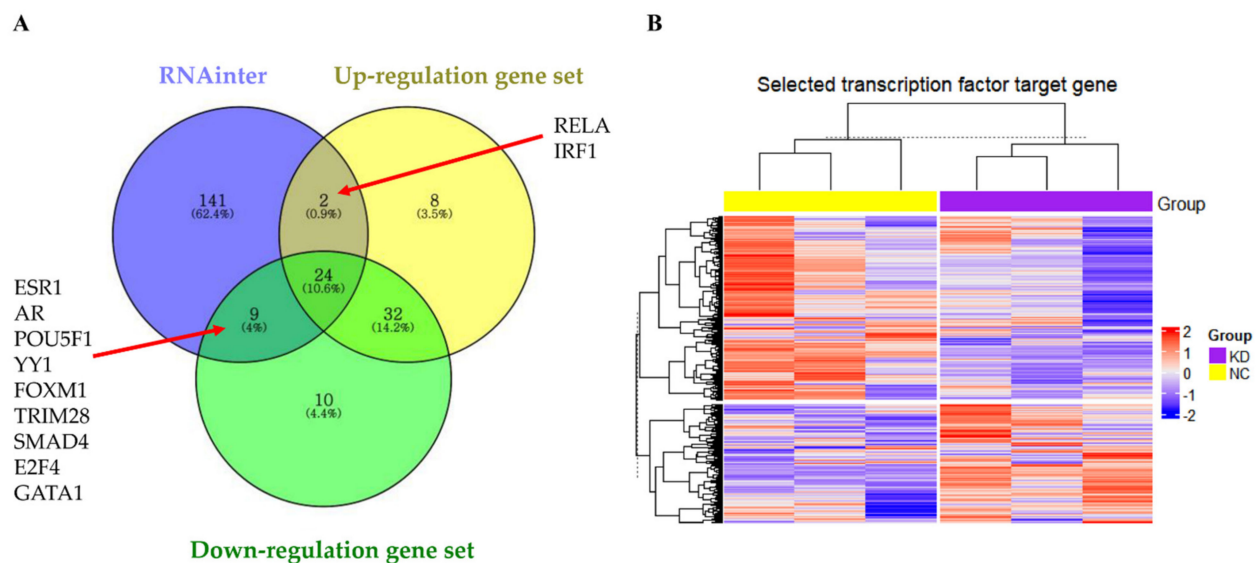 A
RNAinter
Up-regulation gene set
RELA
IRF1
141
(62.4%)
2
(0.9%)
8
(3.5%)
24
(10.6%)
9
(4%)
32
(14.2%)
10
(4.4%)
ESR1
AR
POU5F1
YY1
FOXM1
TRIM28
SMAD4
E2F4
GATA1
Down-regulation gene set
B
Selected transcription factor target gene
Group
2
1
0
-1
-2
Group
KD
NC